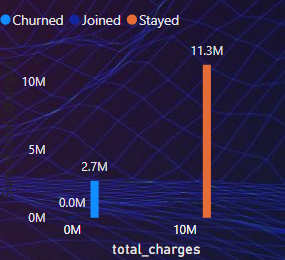 Churned Joined Stayed
11.3M
10M
5M
2.7M
0.0M
0M
0M 10M
total_charges